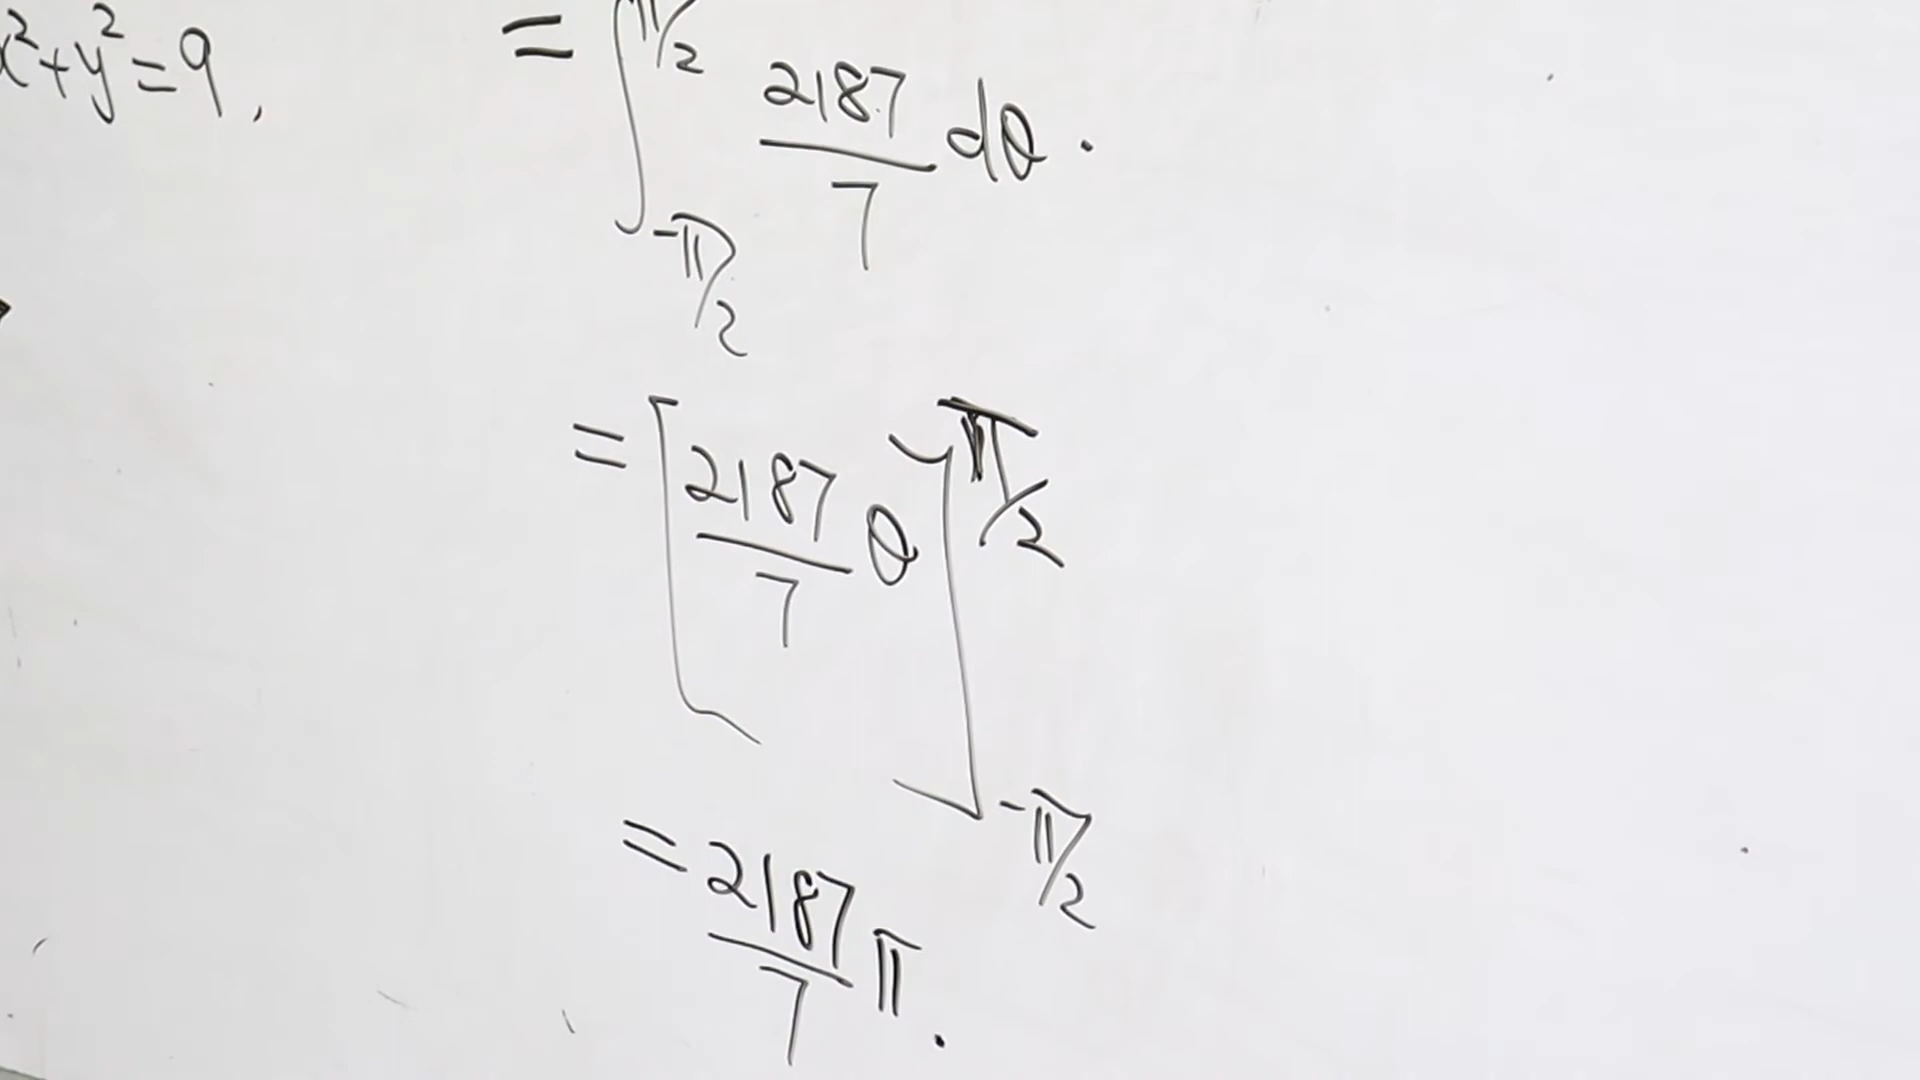 x²+y²=9,
= ∫_{-π/2}^{π/2} 2187/7 dθ.
= [2187/7 θ]_{-π/2}^{π/2}
= 2187/7 π.